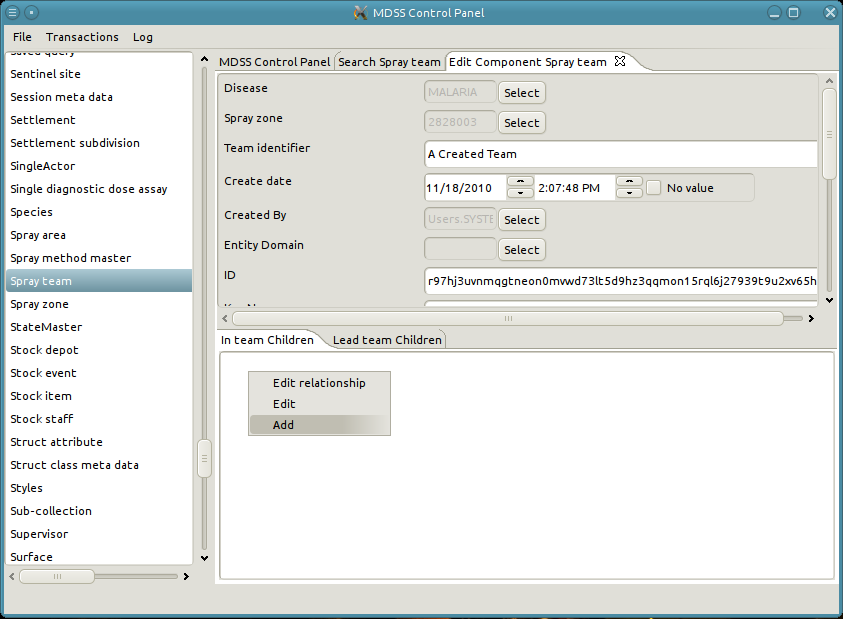 MDSS Control Panel
File Transactions Log
Saved query
Sentinel site
Session meta data
Settlement
Settlement subdivision
SingleActor
Single diagnostic dose assay
Species
Spray area
Spray method master
Spray team
Spray zone
StateMaster
Stock depot
Stock event
Stock item
Stock staff
Struct attribute
Struct class meta data
Styles
Sub-collection
Supervisor
Surface
MDSS Control Panel Search Spray team Edit Component Spray team
Disease MALARIA Select
Spray zone 2828003 Select
Team identifier A Created Team
Create date 11/18/2010 2:07:48 PM No value
Created By Users.SYSTE Select
Entity Domain Select
ID r97hj3uvnmqgtneon0mvwd73lt5d9hz3qqmon15rql6j27939t9u2xv65h
In team Children Lead team Children
Edit relationship
Edit
Add